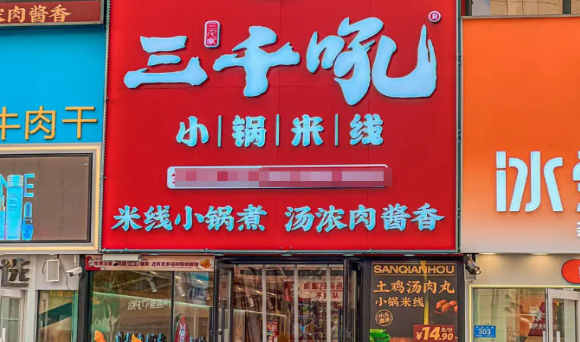 浓肉酱香
三千吼®
小锅米线
米线小锅煮 汤浓肉酱香
牛肉干
冰
SANQIANHOU
土鸡汤肉丸
小锅米线
¥14.90
303